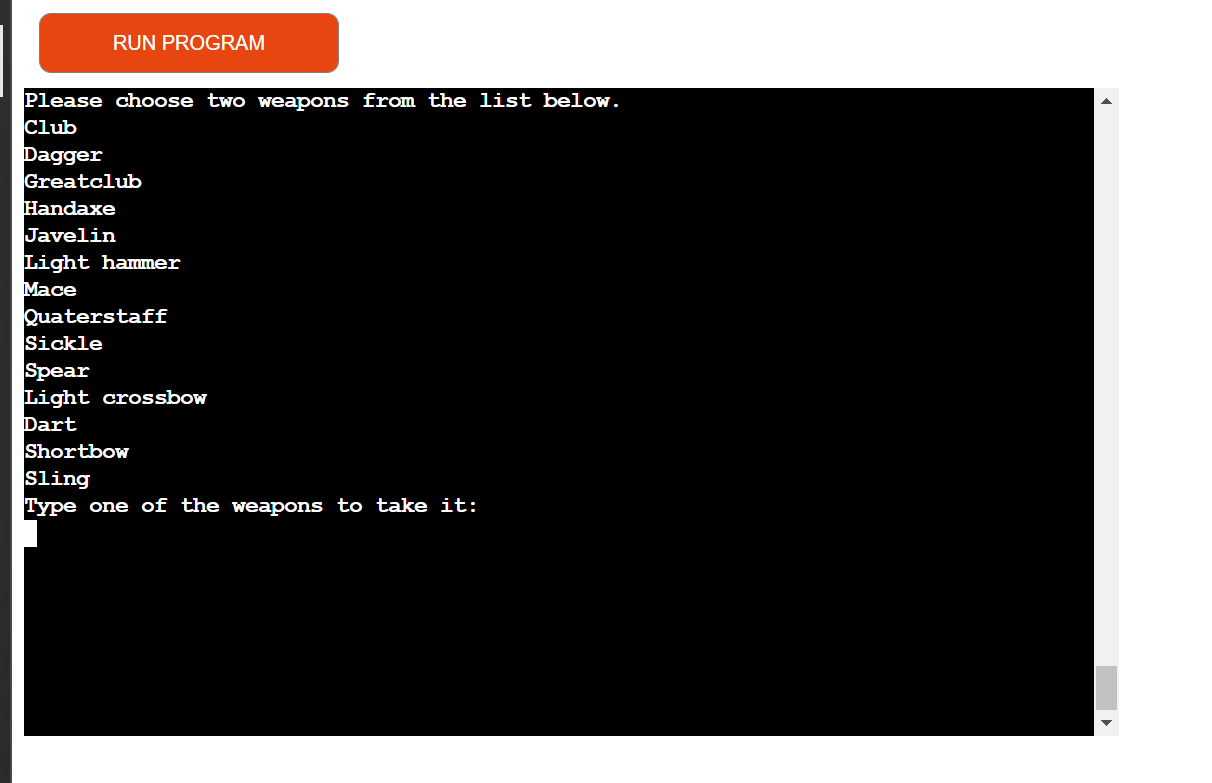 RUN PROGRAM
Please choose two weapons from the list below.
Club
Dagger
Greatclub
Handaxe
Javelin
Light hammer
Mace
Quaterstaff
Sickle
Spear
Light crossbow
Dart
Shortbow
Sling
Type one of the weapons to take it: